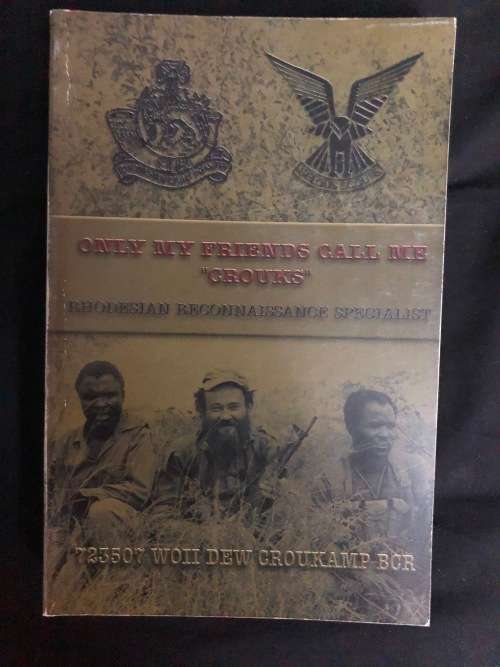 ONLY MY FRIENDS CALL ME
"CROUKS"
RHODESIAN RECONNAISSANCE SPECIALIST
723507 WOII DEW CROUKAMP BCR